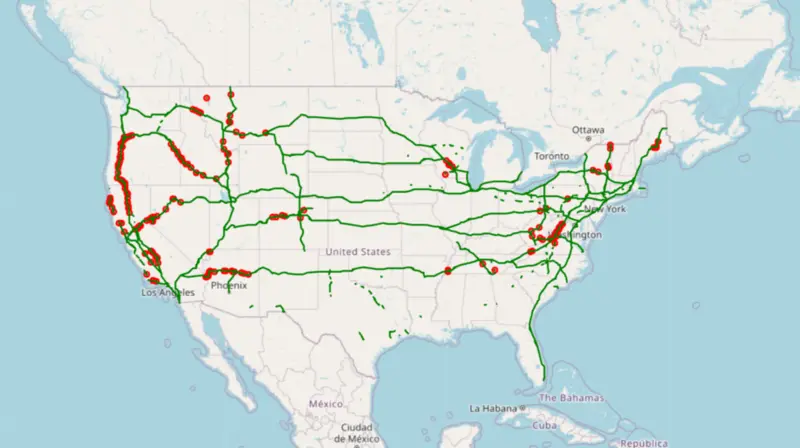 Ottawa
Toronto
New York
Washington
United States
Los Angeles
Phoenix
La Habana
The Bahamas
México
Cuba
Ciudad
de México
Republica